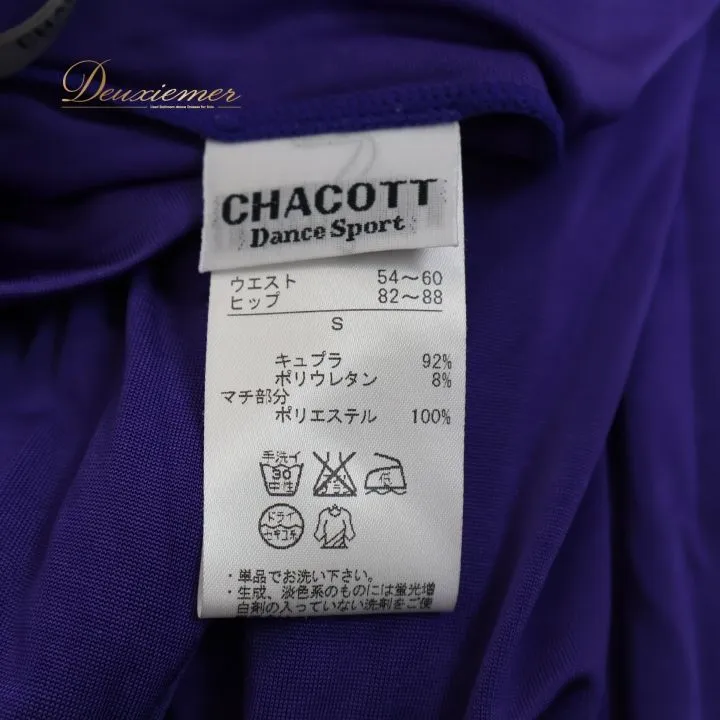 Deuxiemer
CHACOTT
Dance Sport
ウエスト 54～60
ヒップ 82～88
S
キュプラ 92%
ポリウレタン 8%
マチ部分
ポリエステル 100%
手洗イ
30
中性
低
ドライ
セキユ系
・単品でお洗い下さい。
・生成、淡色系のものには蛍光増
白剤の入っていない洗剤をご使